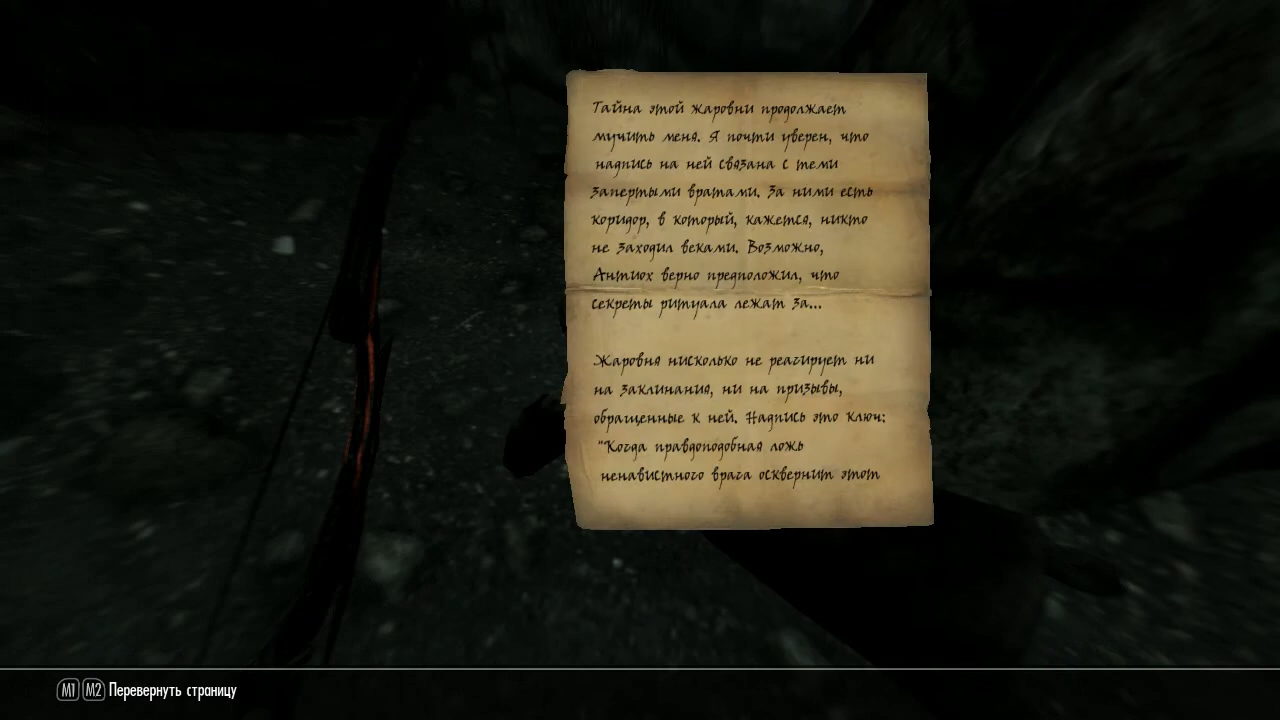 Тайна этой жаровни продолжает
мучить меня. Я почти уверен, что
надпись на ней связана с теми
запертыми вратами. За ними есть
коридор, в который, кажется, никто
не заходил веками. Возможно,
Антиох верно предположил, что
секреты ритуала лежат за...
Жаровня нисколько не реагирует ни
на заклинания, ни на призывы,
обращенные к ней. Надпись это ключ:
"Когда правдоподобная ложь
ненавистного врага осквернит этот
M1 M2 Перевернуть страницу